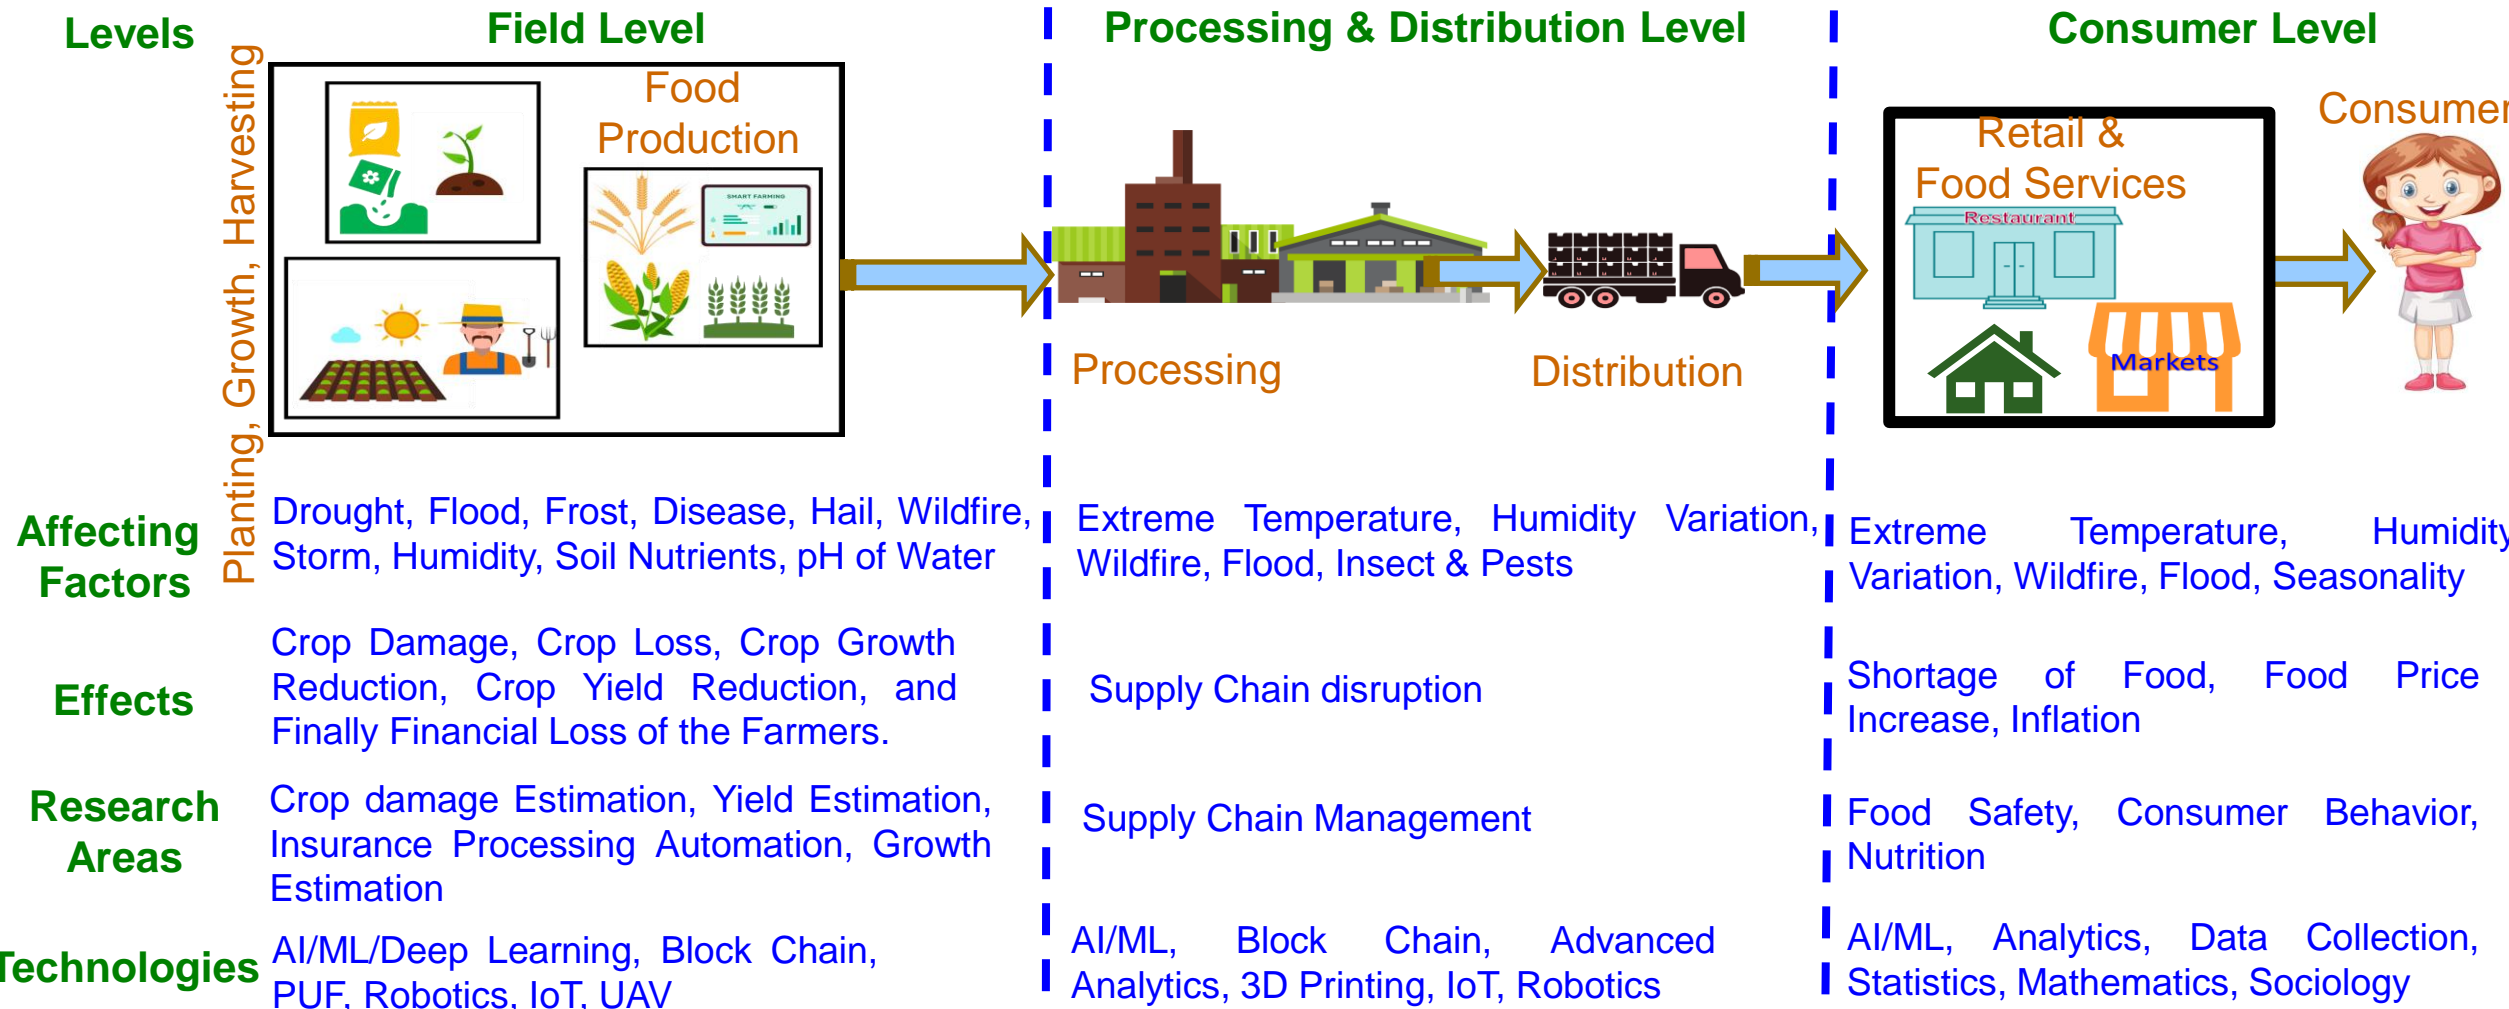 Levels
Field Level
Processing & Distribution Level
Consumer Level
Planting, Growth, Harvesting
Food
Production
SMART FARMING
Processing
Distribution
Retail &
Food Services
Restaurant
Markets
Consumer
Affecting
Factors
Drought, Flood, Frost, Disease, Hail, Wildfire,
Storm, Humidity, Soil Nutrients, pH of Water
Extreme Temperature, Humidity Variation,
Wildfire, Flood, Insect & Pests
Extreme Temperature, Humidity
Variation, Wildfire, Flood, Seasonality
Effects
Crop Damage, Crop Loss, Crop Growth
Reduction, Crop Yield Reduction, and
Finally Financial Loss of the Farmers.
Supply Chain disruption
Shortage of Food, Food Price
Increase, Inflation
Research
Areas
Crop damage Estimation, Yield Estimation,
Insurance Processing Automation, Growth
Estimation
Supply Chain Management
Food Safety, Consumer Behavior,
Nutrition
Technologies
AI/ML/Deep Learning, Block Chain,
PUF, Robotics, IoT, UAV
AI/ML, Block Chain, Advanced
Analytics, 3D Printing, IoT, Robotics
AI/ML, Analytics, Data Collection,
Statistics, Mathematics, Sociology